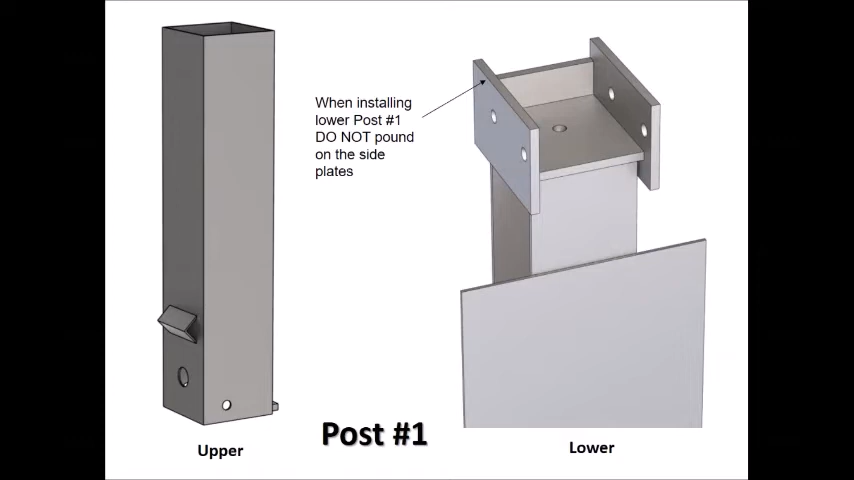 When installing
lower Post #1
DO NOT pound
on the side
plates
Post #1
Upper
Lower